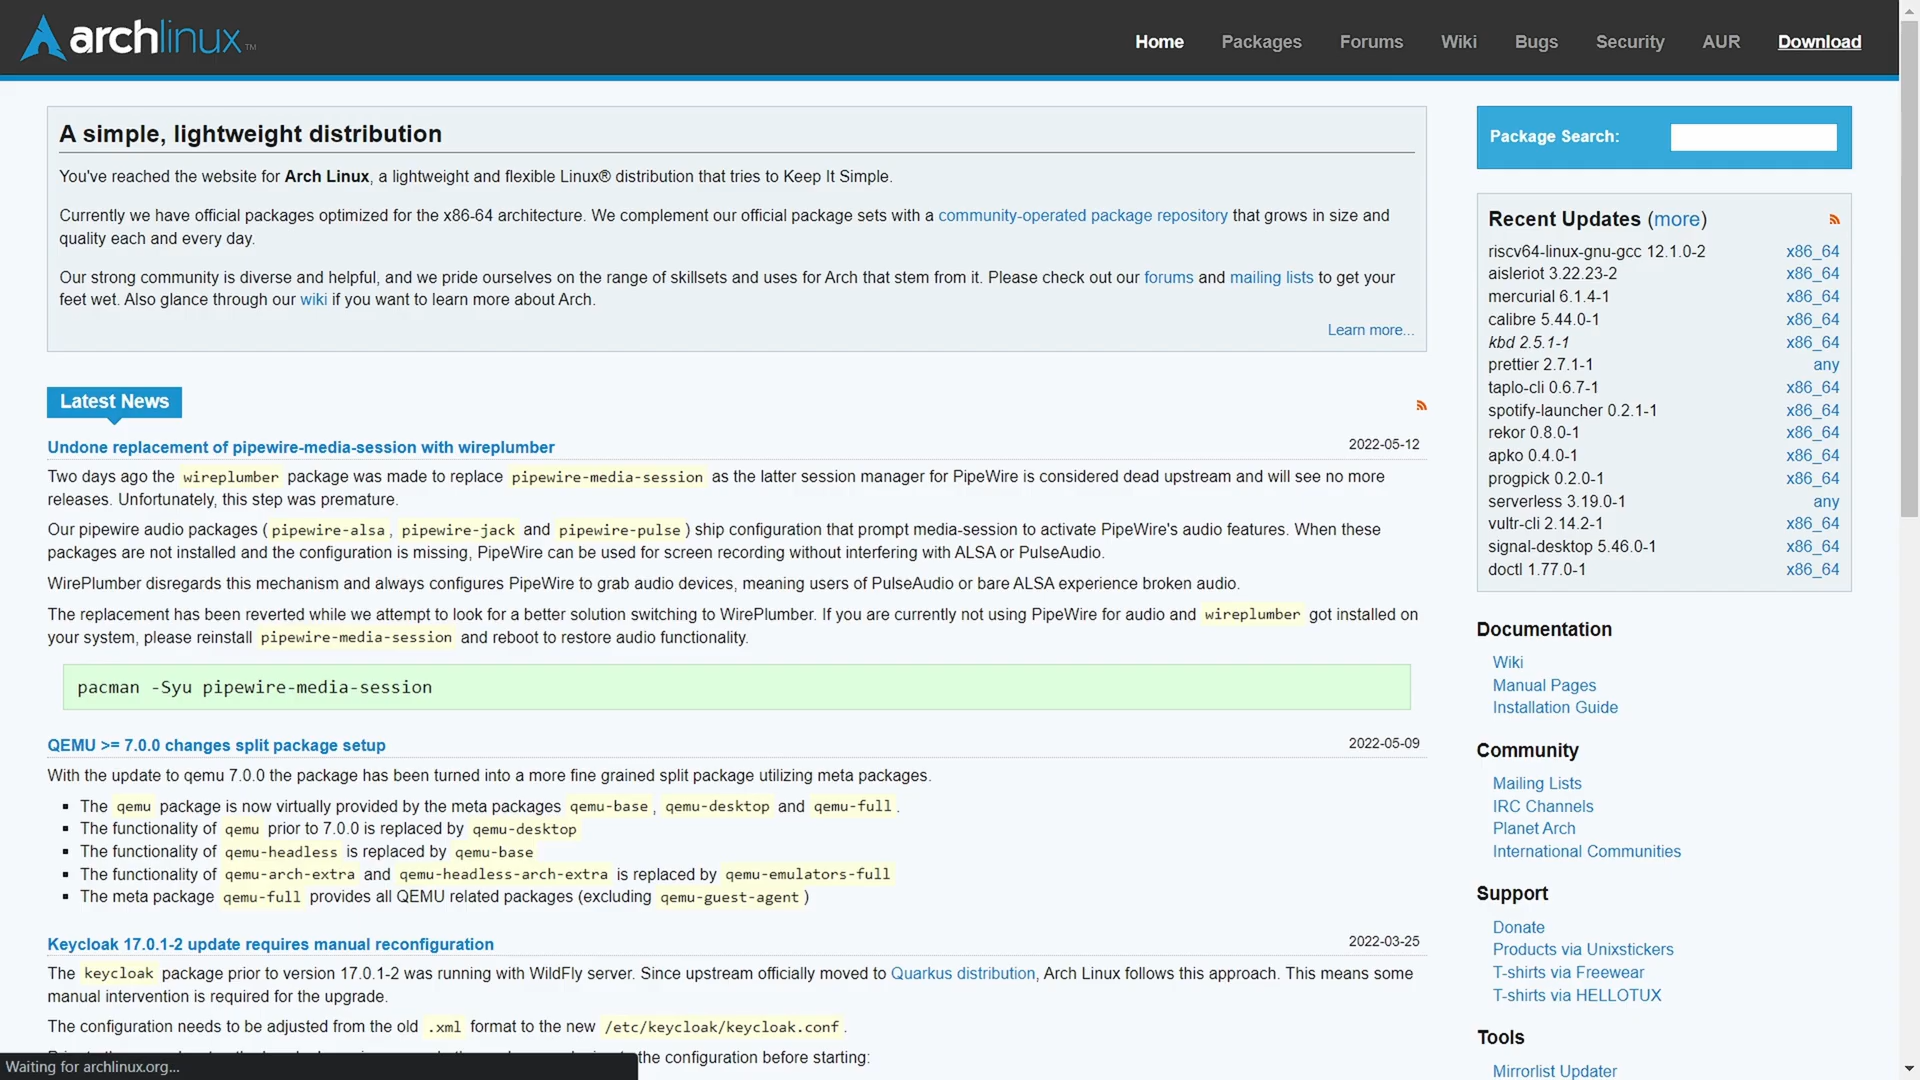 archlinux™
Home Packages Forums Wiki Bugs Security AUR Download
A simple, lightweight distribution
You've reached the website for Arch Linux, a lightweight and flexible Linux® distribution that tries to Keep It Simple.
Currently we have official packages optimized for the x86-64 architecture. We complement our official package sets with a community-operated package repository that grows in size and
quality each and every day.
Our strong community is diverse and helpful, and we pride ourselves on the range of skillsets and uses for Arch that stem from it. Please check out our forums and mailing lists to get your
feet wet. Also glance through our wiki if you want to learn more about Arch.
Learn more...
Latest News
Undone replacement of pipewire-media-session with wireplumber 2022-05-12
Two days ago the wireplumber package was made to replace pipewire-media-session as the latter session manager for PipeWire is considered dead upstream and will see no more
releases. Unfortunately, this step was premature.
Our pipewire audio packages (pipewire-alsa, pipewire-jack and pipewire-pulse) ship configuration that prompt media-session to activate PipeWire's audio features. When these
packages are not installed and the configuration is missing, PipeWire can be used for screen recording without interfering with ALSA or PulseAudio.
WirePlumber disregards this mechanism and always configures PipeWire to grab audio devices, meaning users of PulseAudio or bare ALSA experience broken audio.
The replacement has been reverted while we attempt to look for a better solution switching to WirePlumber. If you are currently not using PipeWire for audio and wireplumber got installed on
your system, please reinstall pipewire-media-session and reboot to restore audio functionality.
pacman -Syu pipewire-media-session
QEMU >= 7.0.0 changes split package setup 2022-05-09
With the update to qemu 7.0.0 the package has been turned into a more fine grained split package utilizing meta packages.
▪ The qemu package is now virtually provided by the meta packages qemu-base, qemu-desktop and qemu-full.
▪ The functionality of qemu prior to 7.0.0 is replaced by qemu-desktop
▪ The functionality of qemu-headless is replaced by qemu-base
▪ The functionality of qemu-arch-extra and qemu-headless-arch-extra is replaced by qemu-emulators-full
▪ The meta package qemu-full provides all QEMU related packages (excluding qemu-guest-agent)
Keycloak 17.0.1-2 update requires manual reconfiguration 2022-03-25
The keycloak package prior to version 17.0.1-2 was running with WildFly server. Since upstream officially moved to Quarkus distribution, Arch Linux follows this approach. This means some
manual intervention is required for the upgrade.
The configuration needs to be adjusted from the old .xml format to the new /etc/keycloak/keycloak.conf.
the configuration before starting:
Waiting for archlinux.org...
Package Search:
Recent Updates (more)
riscv64-linux-gnu-gcc 12.1.0-2 x86_64
aisleriot 3.22.23-2 x86_64
mercurial 6.1.4-1 x86_64
calibre 5.44.0-1 x86_64
kbd 2.5.1-1 x86_64
prettier 2.7.1-1 any
taplo-cli 0.6.7-1 x86_64
spotify-launcher 0.2.1-1 x86_64
rekor 0.8.0-1 x86_64
apko 0.4.0-1 x86_64
progpick 0.2.0-1 x86_64
serverless 3.19.0-1 any
vultr-cli 2.14.2-1 x86_64
signal-desktop 5.46.0-1 x86_64
doctl 1.77.0-1 x86_64
Documentation
Wiki
Manual Pages
Installation Guide
Community
Mailing Lists
IRC Channels
Planet Arch
International Communities
Support
Donate
Products via Unixstickers
T-shirts via Freewear
T-shirts via HELLOTUX
Tools
Mirrorlist Updater